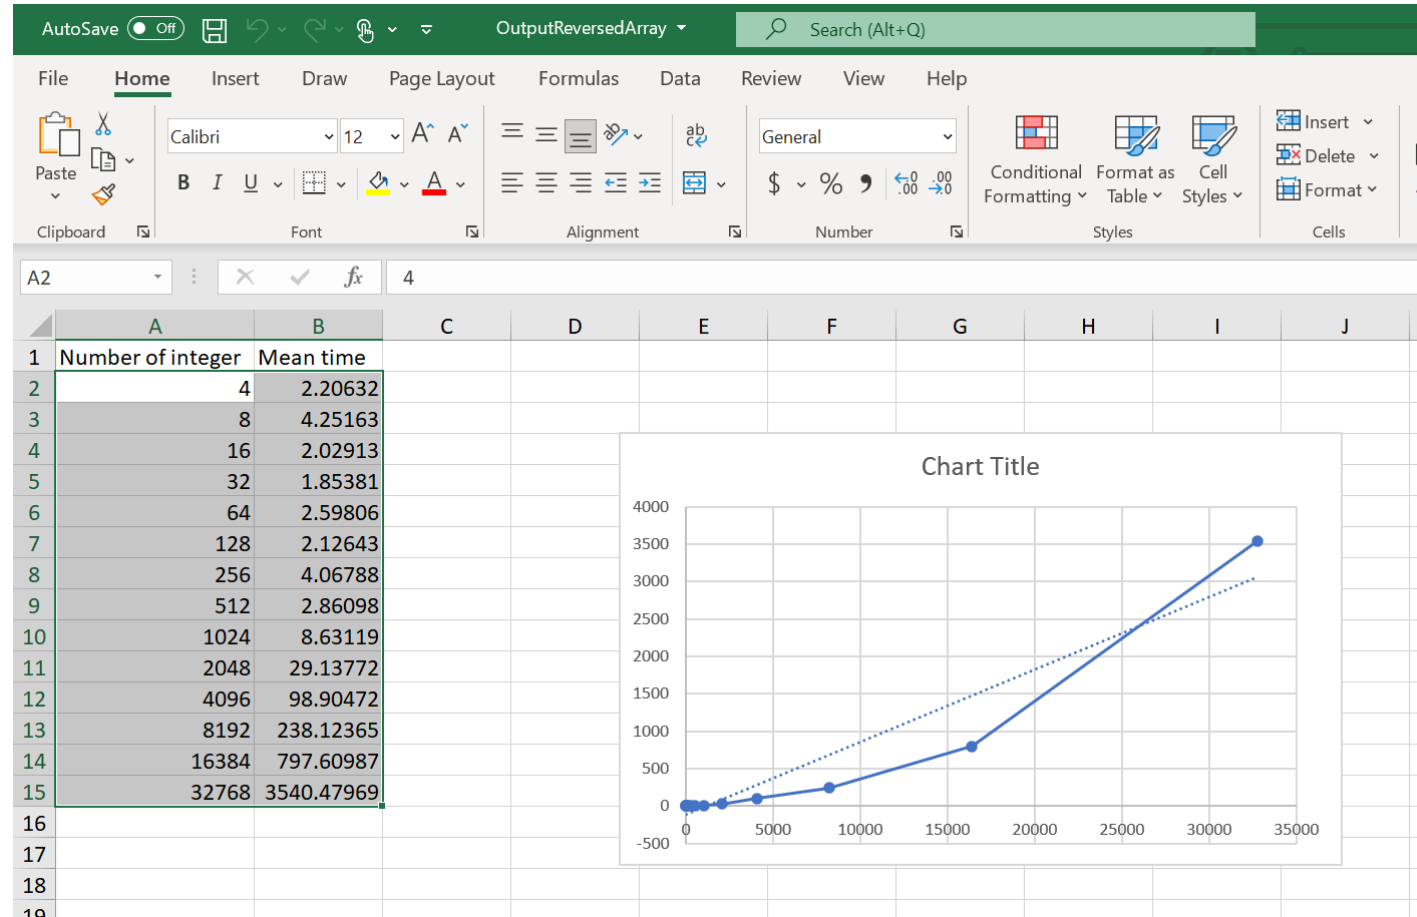 AutoSave Off OutputReversedArray Search (Alt+Q)
File Home Insert Draw Page Layout Formulas Data Review View Help
Paste
Calibri 12 A^ A˅
B I U A
ab
c
General
$ % 9 .00 .00
Conditional Formatting
Format as Table
Cell Styles
Insert
Delete
Format
Clipboard Font Alignment Number Styles Cells
A2 fx 4
A B C D E F G H I J
1 Number of integer Mean time
2 4 2.20632
3 8 4.25163
4 16 2.02913
5 32 1.85381
6 64 2.59806
7 128 2.12643
8 256 4.06788
9 512 2.86098
10 1024 8.63119
11 2048 29.13772
12 4096 98.90472
13 8192 238.12365
14 16384 797.60987
15 32768 3540.47969
16
17
18
19
Chart Title
4000
3500
3000
2500
2000
1500
1000
500
0
-500
0 5000 10000 15000 20000 25000 30000 35000